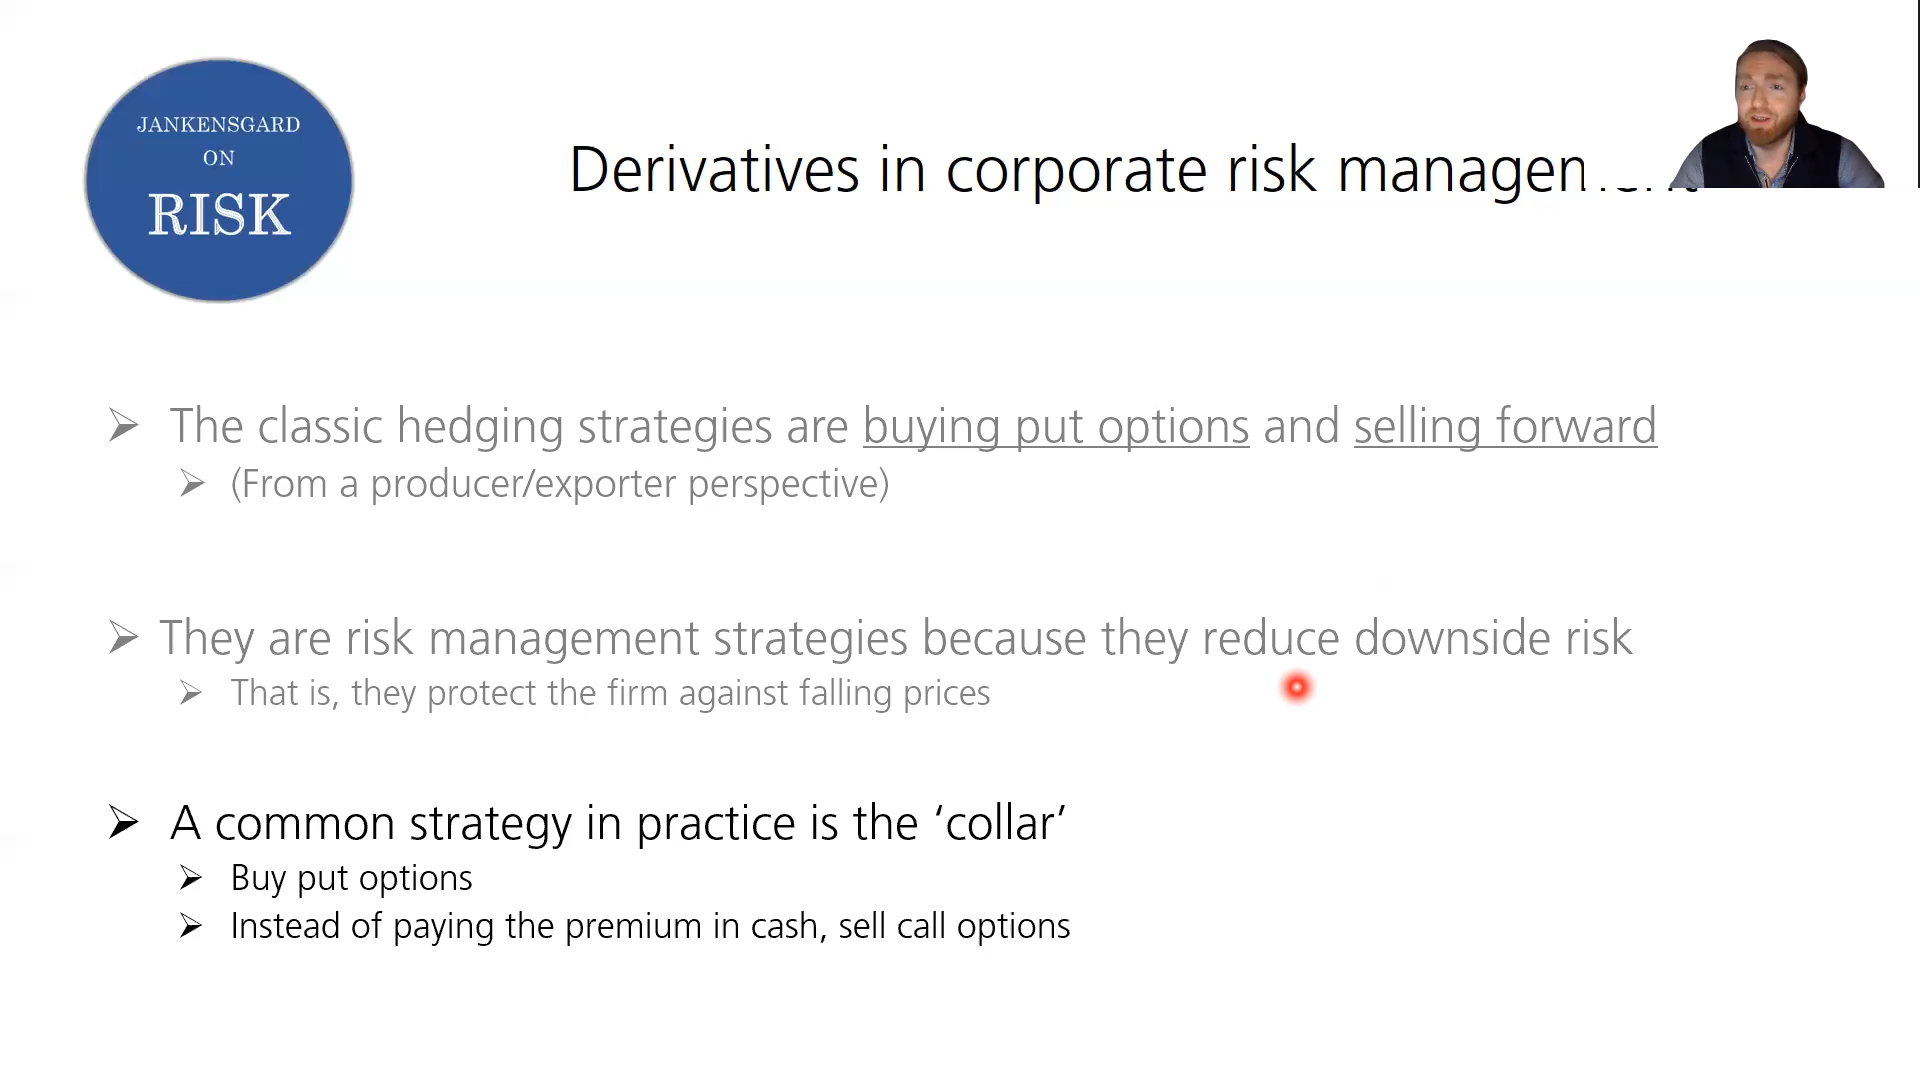 JANKENSGARD
ON
RISK
Derivatives in corporate risk management
The classic hedging strategies are buying put options and selling forward
(From a producer/exporter perspective)
They are risk management strategies because they reduce downside risk
That is, they protect the firm against falling prices
A common strategy in practice is the ‘collar’
Buy put options
Instead of paying the premium in cash, sell call options